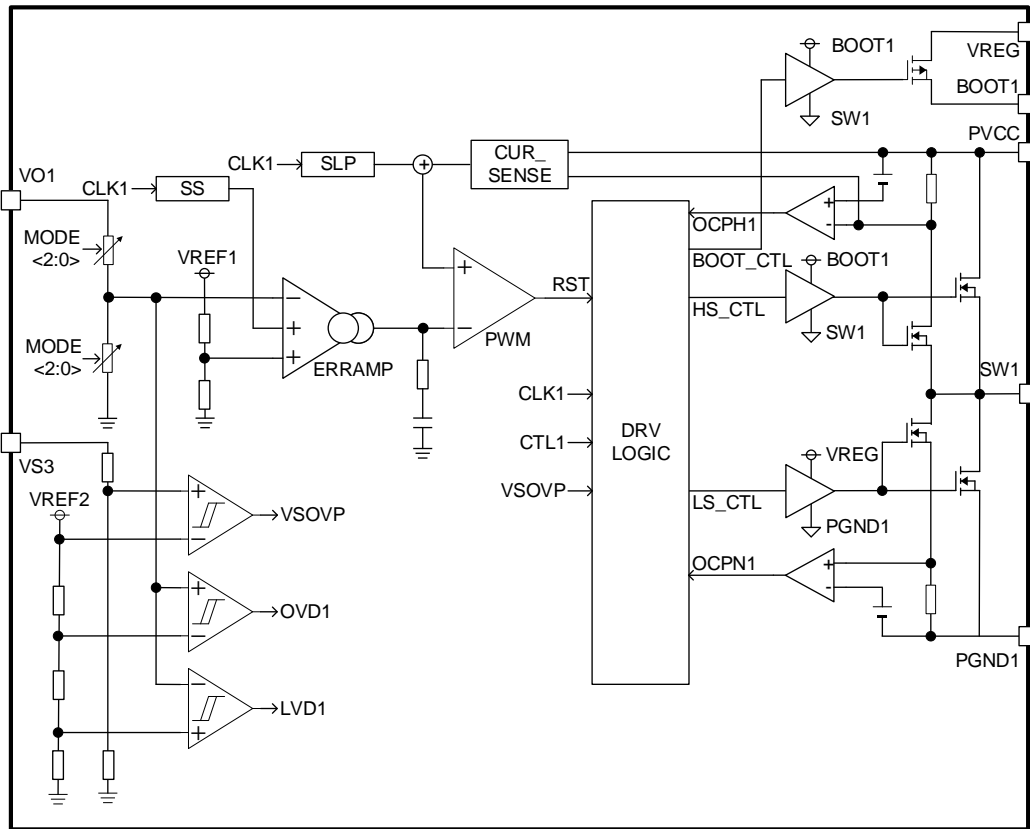 BOOT1
VREG
BOOT1
SW1
PVCC
CLK1
SLP
CUR_
SENSE
VO1
CLK1
SS
MODE
<2:0>
VREF1
OCPH1
BOOT_CTL
BOOT1
RST
HS_CTL
SW1
PWM
MODE
<2:0>
ERRAMP
SW1
CLK1
DRV
LOGIC
CTL1
VS3
VREG
VREF2
VSOVP
VSOVP
LS_CTL
PGND1
OCPN1
OVD1
PGND1
LVD1